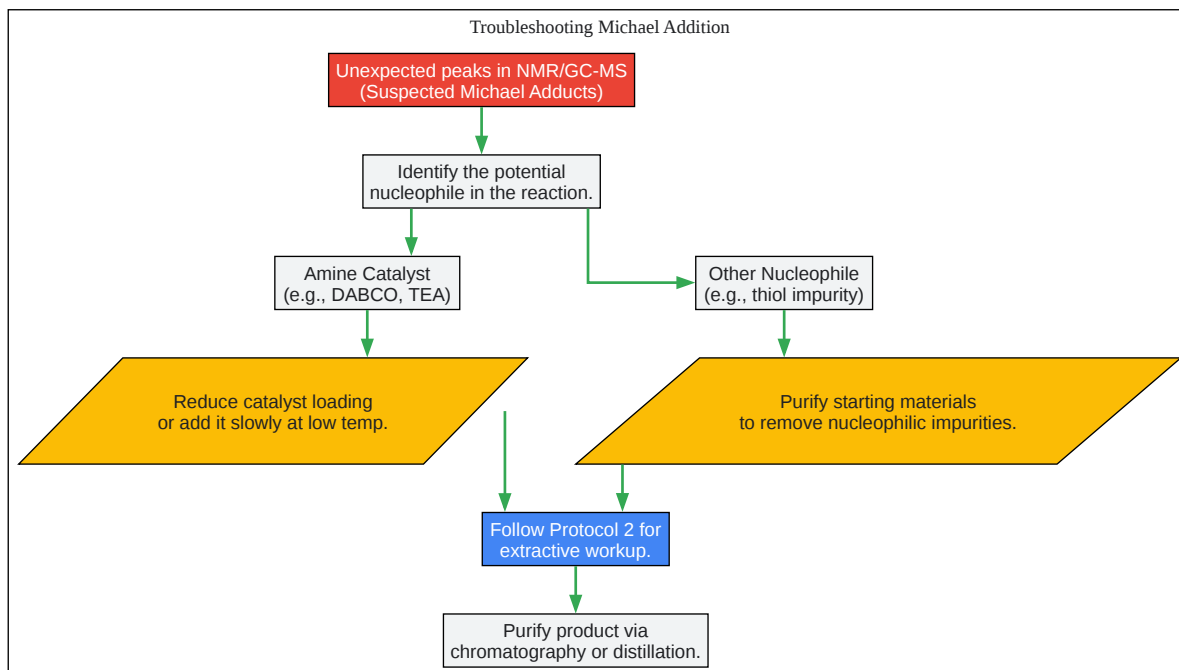 Troubleshooting Michael Addition
Unexpected peaks in NMR/GC-MS
(Suspected Michael Adducts)
Identify the potential
nucleophile in the reaction.
Amine Catalyst
(e.g., DABCO, TEA)
Other Nucleophile
(e.g., thiol impurity)
Reduce catalyst loading
or add it slowly at low temp.
Purify starting materials
to remove nucleophilic impurities.
Follow Protocol 2 for
extractive workup.
Purify product via
chromatography or distillation.